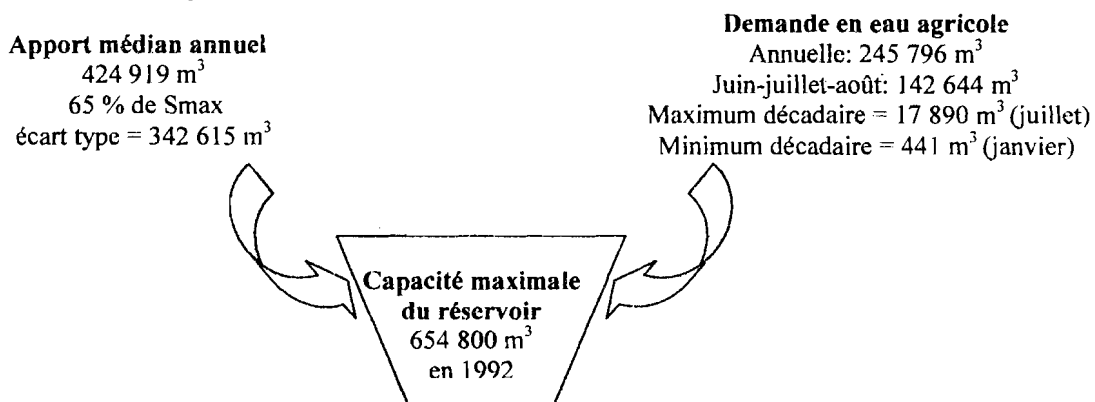 Apport médian annuel
424 919 m³
65 % de Smax
écart type = 342 615 m³
Demande en eau agricole
Annuelle: 245 796 m³
Juin-juillet-août: 142 644 m³
Maximum décadaire = 17 890 m³ (juillet)
Minimum décadaire = 441 m³ (janvier)
Capacité maximale
du réservoir
654 800 m³
en 1992